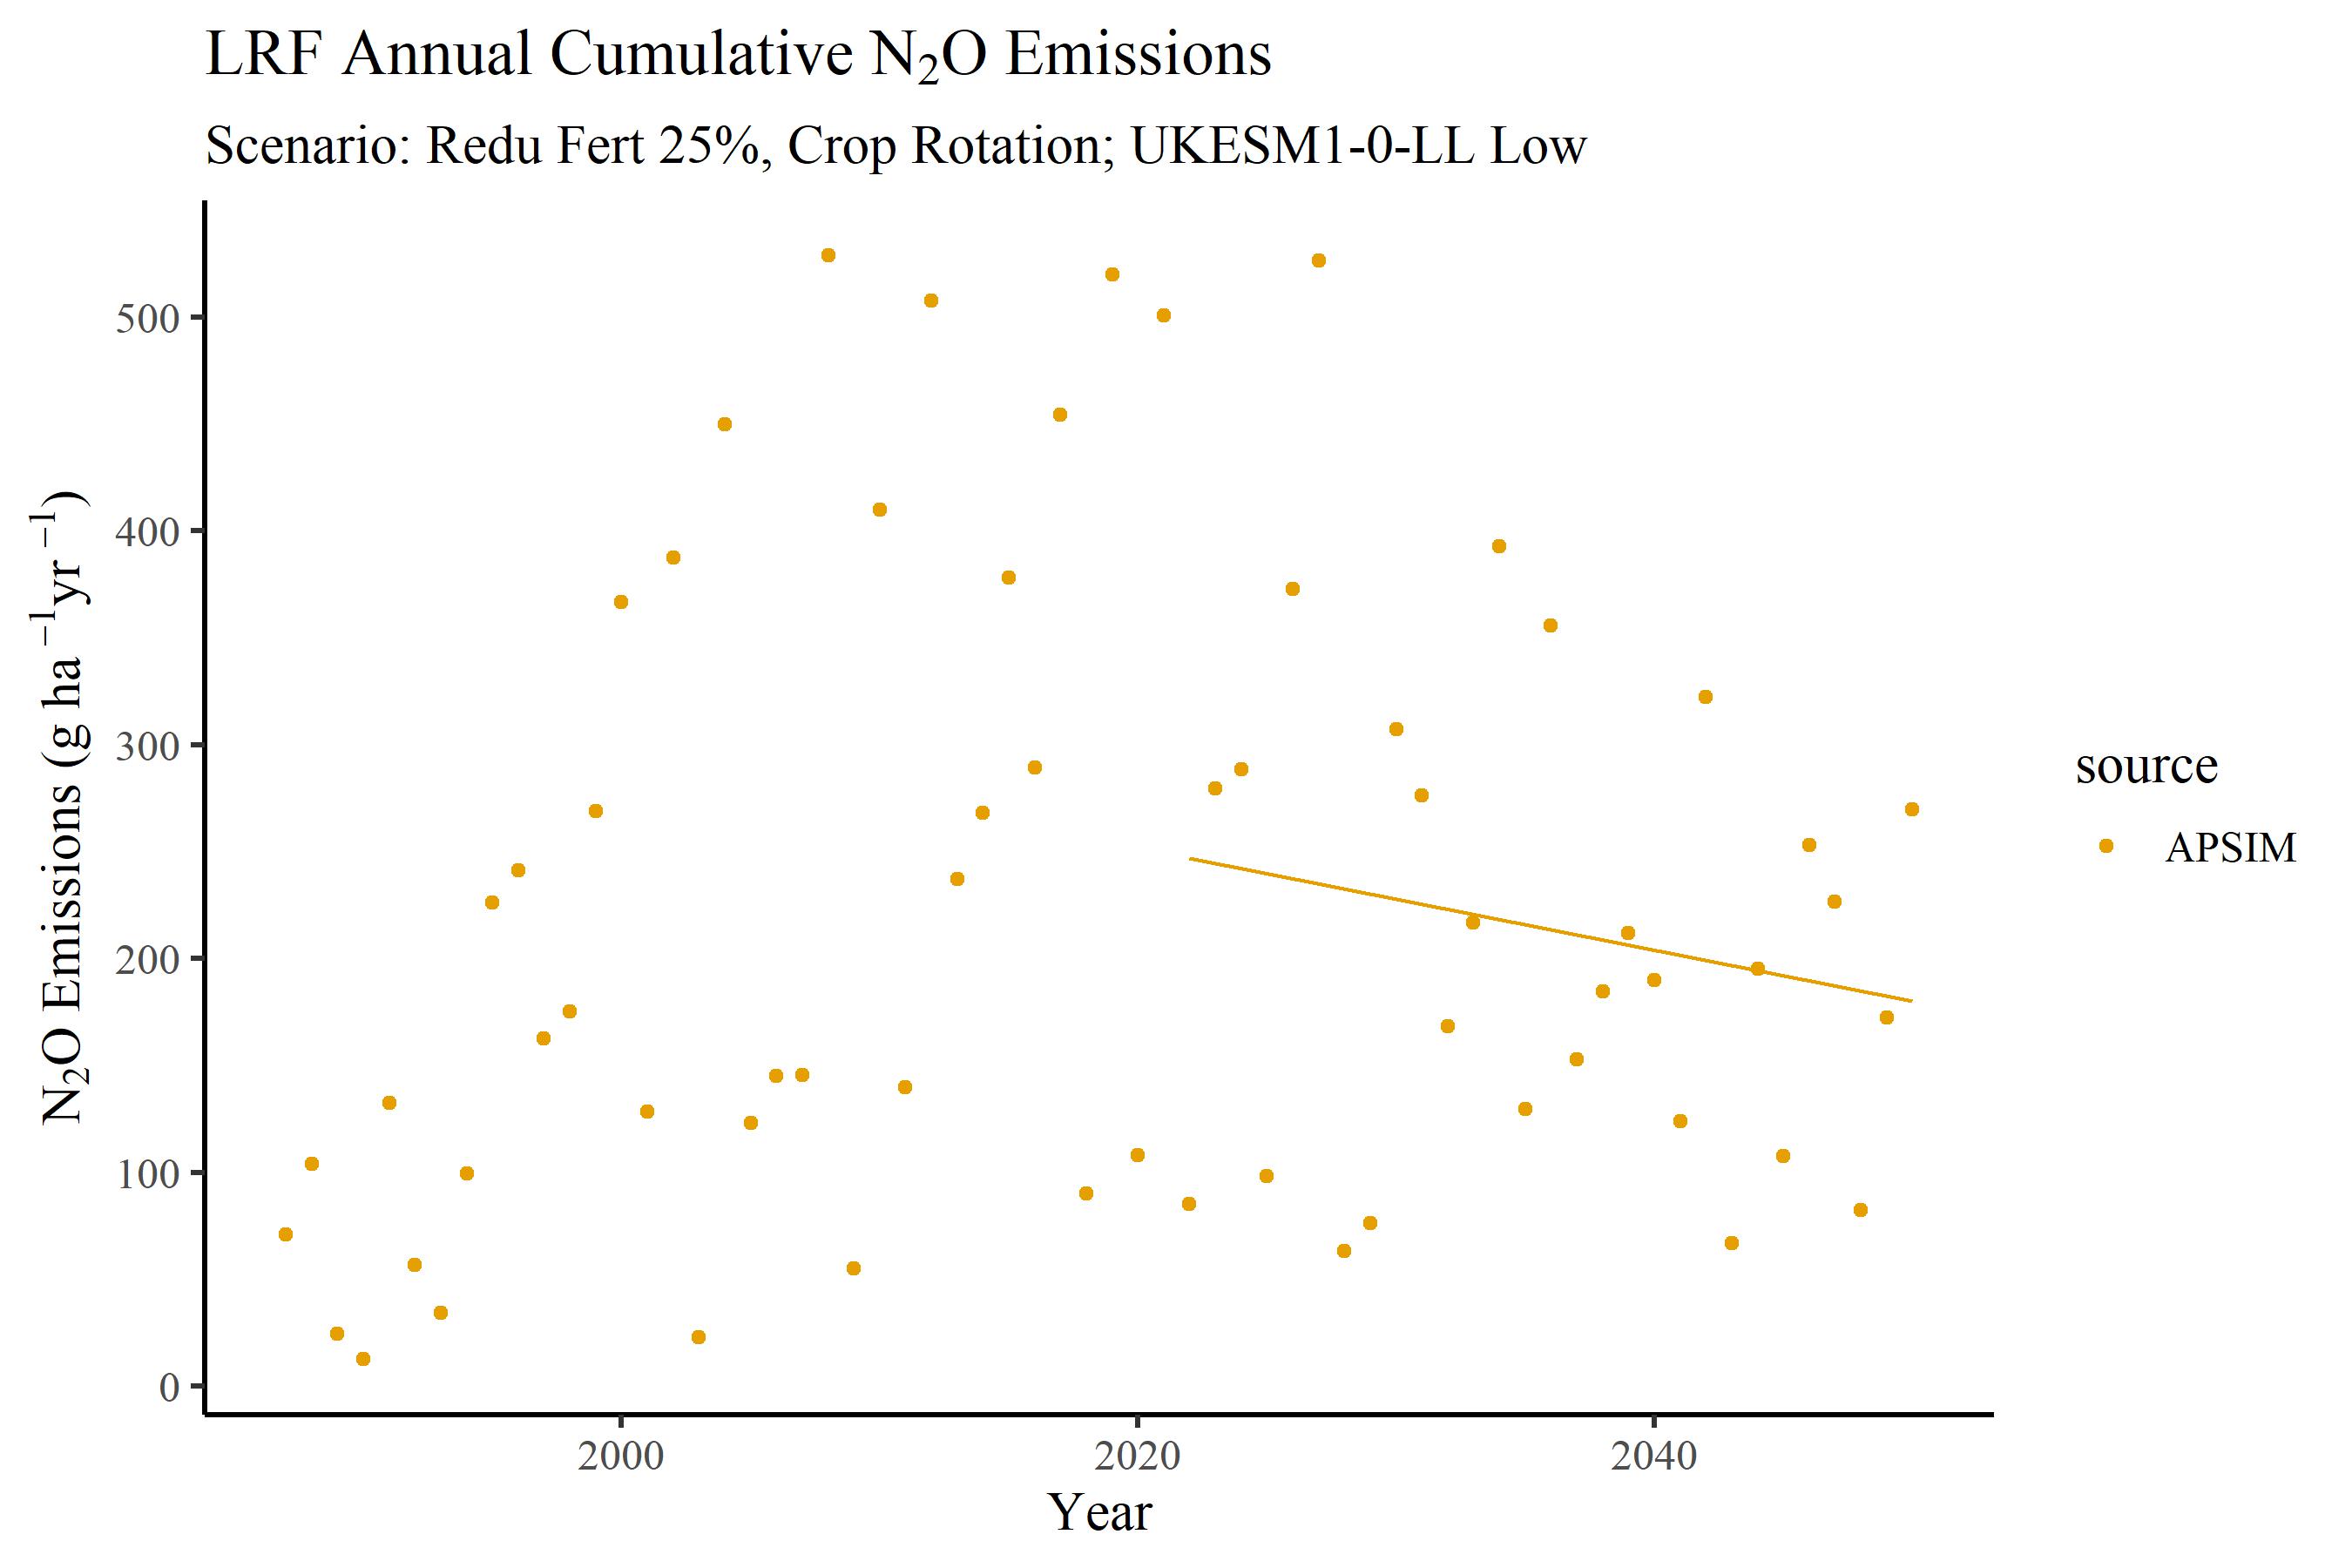 LRF Annual Cumulative N₂O Emissions
Scenario: Redu Fert 25%, Crop Rotation; UKESM1-0-LL Low
N₂O Emissions (g ha⁻¹yr⁻¹)
500
400
300
200
100
0
2000 2020 2040
Year
source
APSIM